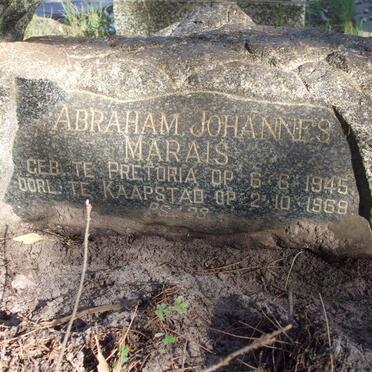 ABRAHAM JOHANNES
MARAIS
GEB. TE PRETORIA OP 6·6·1945
OORL. TE KAAPSTAD OP 2·10·1969